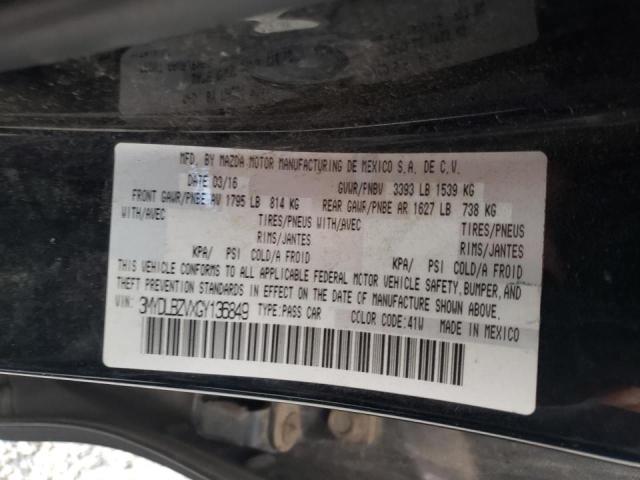 MFD. BY MAZDA MOTOR MANUFACTURING DE MEXICO S.A. DE C.V.
DATE 03/16 GVWR/PNBV 3393 LB 1539 KG
FRONT GAWR/PNBE AV 1795 LB 814 KG REAR GAWR/PNBE AR 1627 LB 738 KG
WITH/AVEC TIRES/PNEUS WITH/AVEC TIRES/PNEUS
RIMS/JANTES RIMS/JANTES
KPA/ PSI COLD/A FROID KPA/ PSI COLD/A FROID
THIS VEHICLE CONFORMS TO ALL APPLICABLE FEDERAL MOTOR VEHICLE SAFETY, BUMPER, AND
THEFT PREVENTION STANDARDS IN EFFECT ON THE DATE OF MANUFACTURE SHOWN ABOVE.
VIN: 3MYDLBZVXGY135849 TYPE:PASS CAR COLOR CODE:41W MADE IN MEXICO